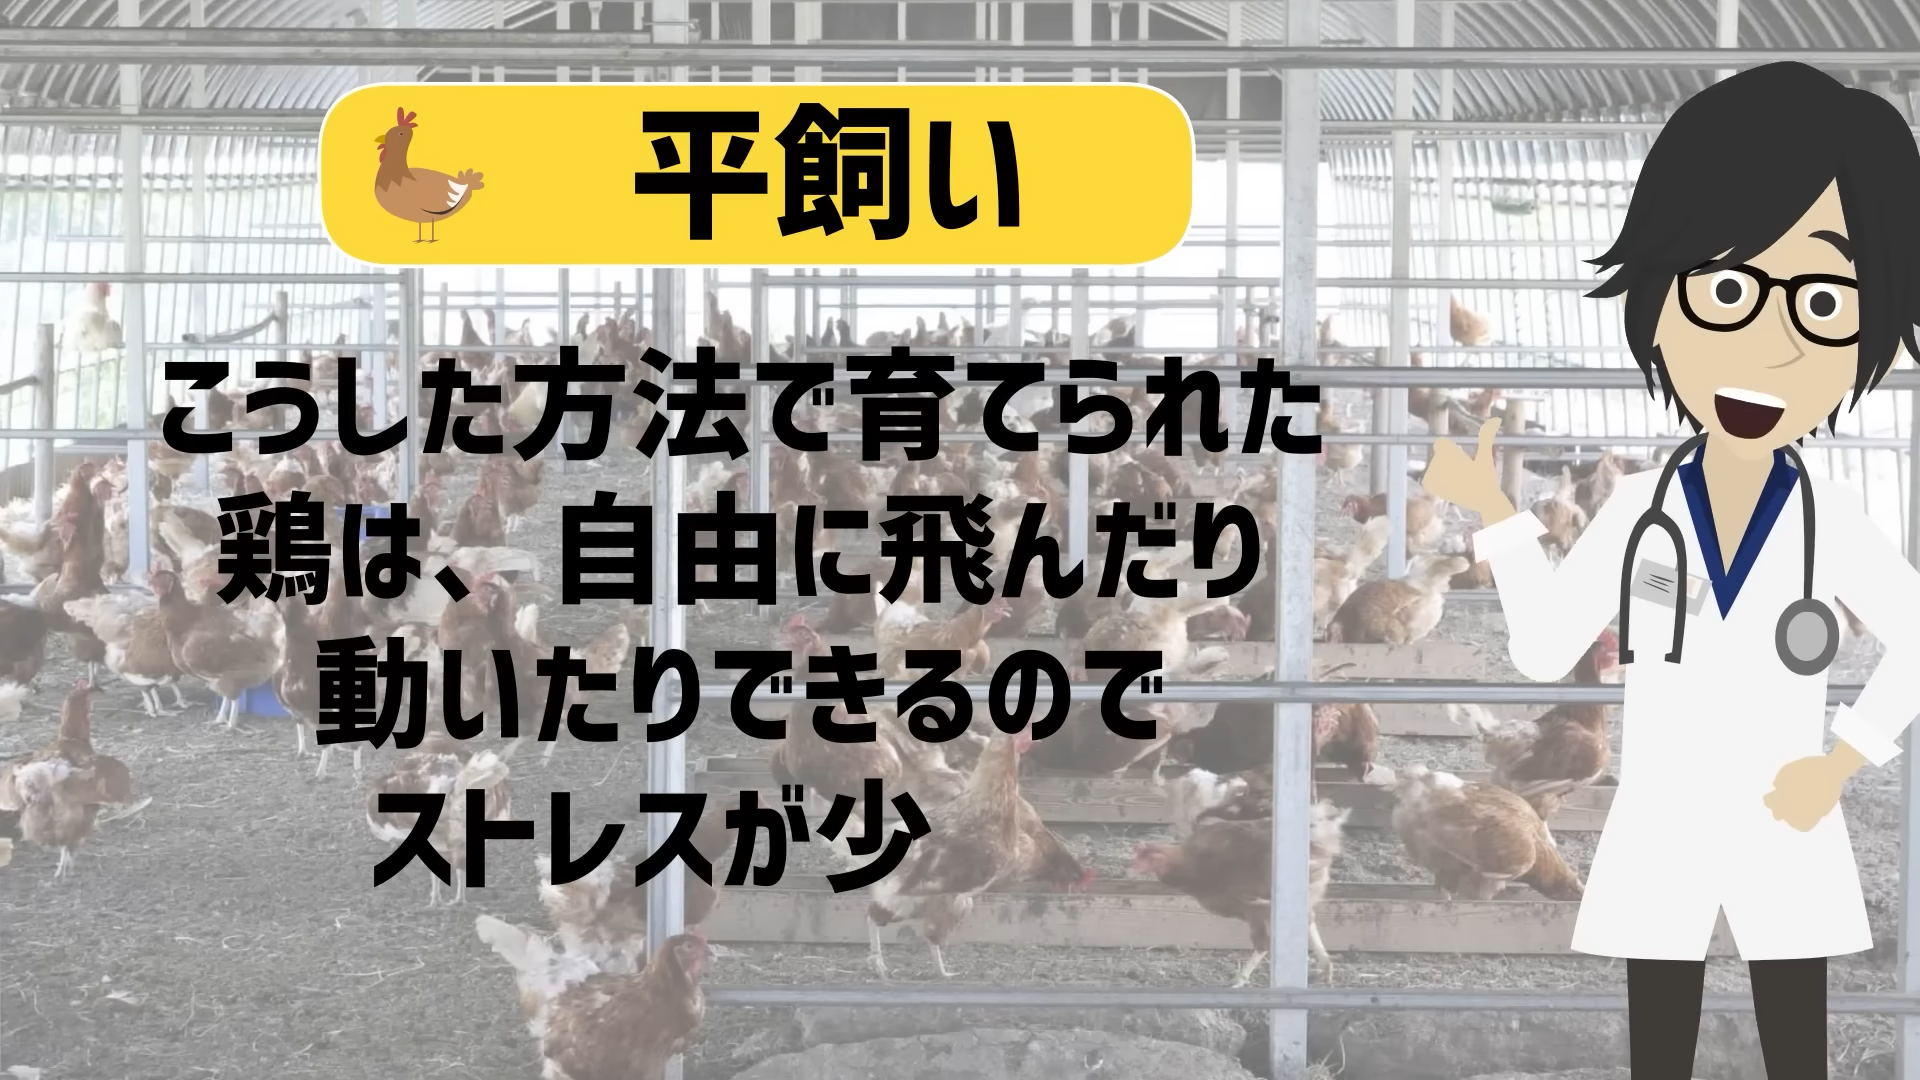 平飼い
こうした方法で育てられた
鶏は、自由に飛んだり
動いたりできるので
ストレスが少